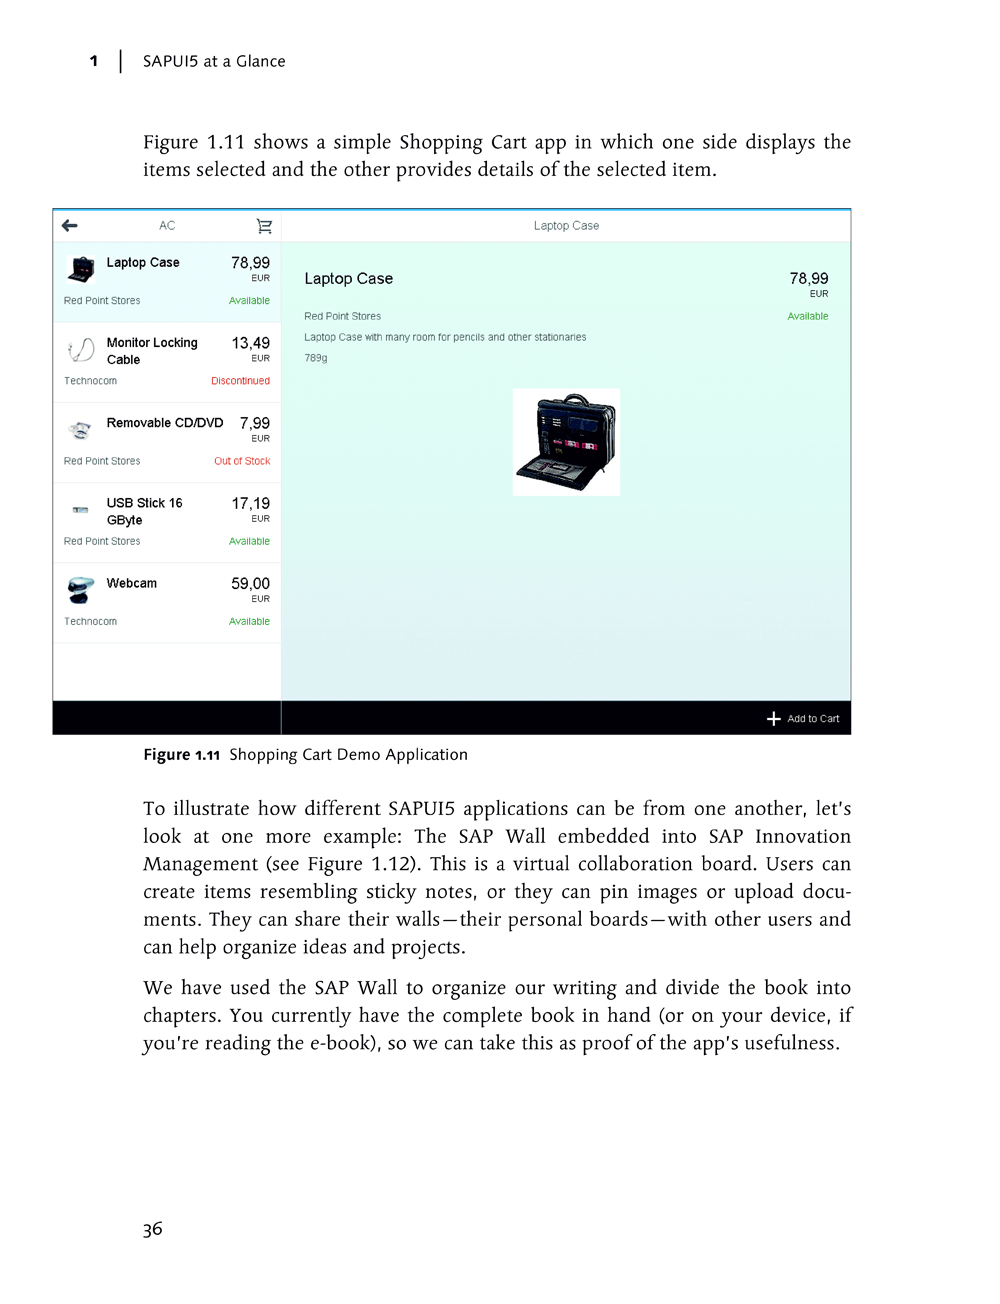 1 SAPUI5 at a Glance
Figure 1.11 shows a simple Shopping Cart app in which one side displays the
items selected and the other provides details of the selected item.
AC
Laptop Case 78,99
EUR
Red Point Stores Available
Monitor Locking 13,49
Cable EUR
Technocom Discontinued
Removable CD/DVD 7,99
EUR
Red Point Stores Out of Stock
USB Stick 16 17,19
GByte EUR
Red Point Stores Available
Webcam 59,00
EUR
Technocom Available
Laptop Case
Laptop Case 78,99
EUR
Red Point Stores Available
Laptop Case with many room for pencils and other stationaries
789g
Add to Cart
Figure 1.11 Shopping Cart Demo Application
To illustrate how different SAPUI5 applications can be from one another, let's
look at one more example: The SAP Wall embedded into SAP Innovation
Management (see Figure 1.12). This is a virtual collaboration board. Users can
create items resembling sticky notes, or they can pin images or upload docu-
ments. They can share their walls—their personal boards—with other users and
can help organize ideas and projects.
We have used the SAP Wall to organize our writing and divide the book into
chapters. You currently have the complete book in hand (or on your device, if
you're reading the e-book), so we can take this as proof of the app's usefulness.
36